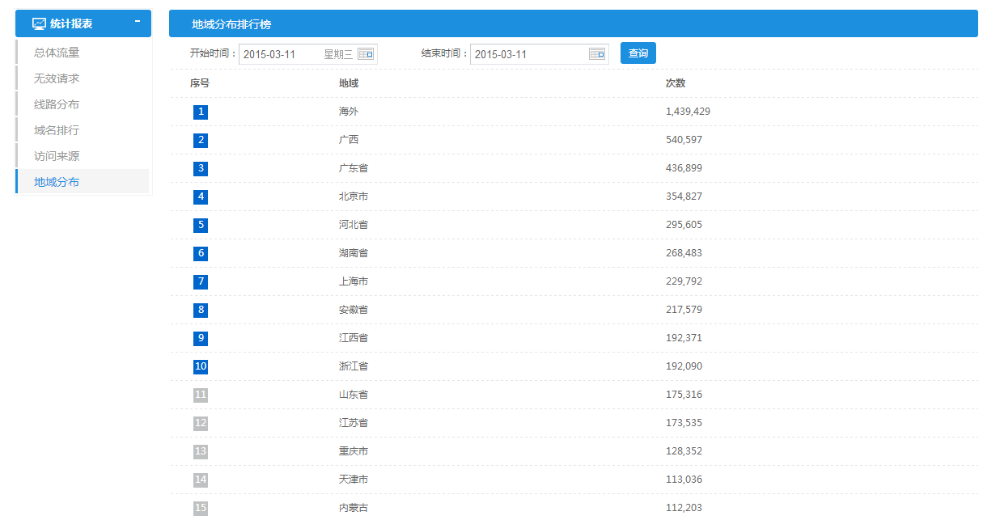 统计报表 -
总体流量
无效请求
线路分布
域名排行
访问来源
地域分布
地域分布排行榜
开始时间： 2015-03-11 星期三 结束时间： 2015-03-11 查询
序号 地域 次数
1 海外 1,439,429
2 广西 540,597
3 广东省 436,899
4 北京市 354,827
5 河北省 295,605
6 湖南省 268,483
7 上海市 229,792
8 安徽省 217,579
9 江西省 192,371
10 浙江省 192,090
11 山东省 175,316
12 江苏省 173,535
13 重庆市 128,352
14 天津市 113,036
15 内蒙古 112,203